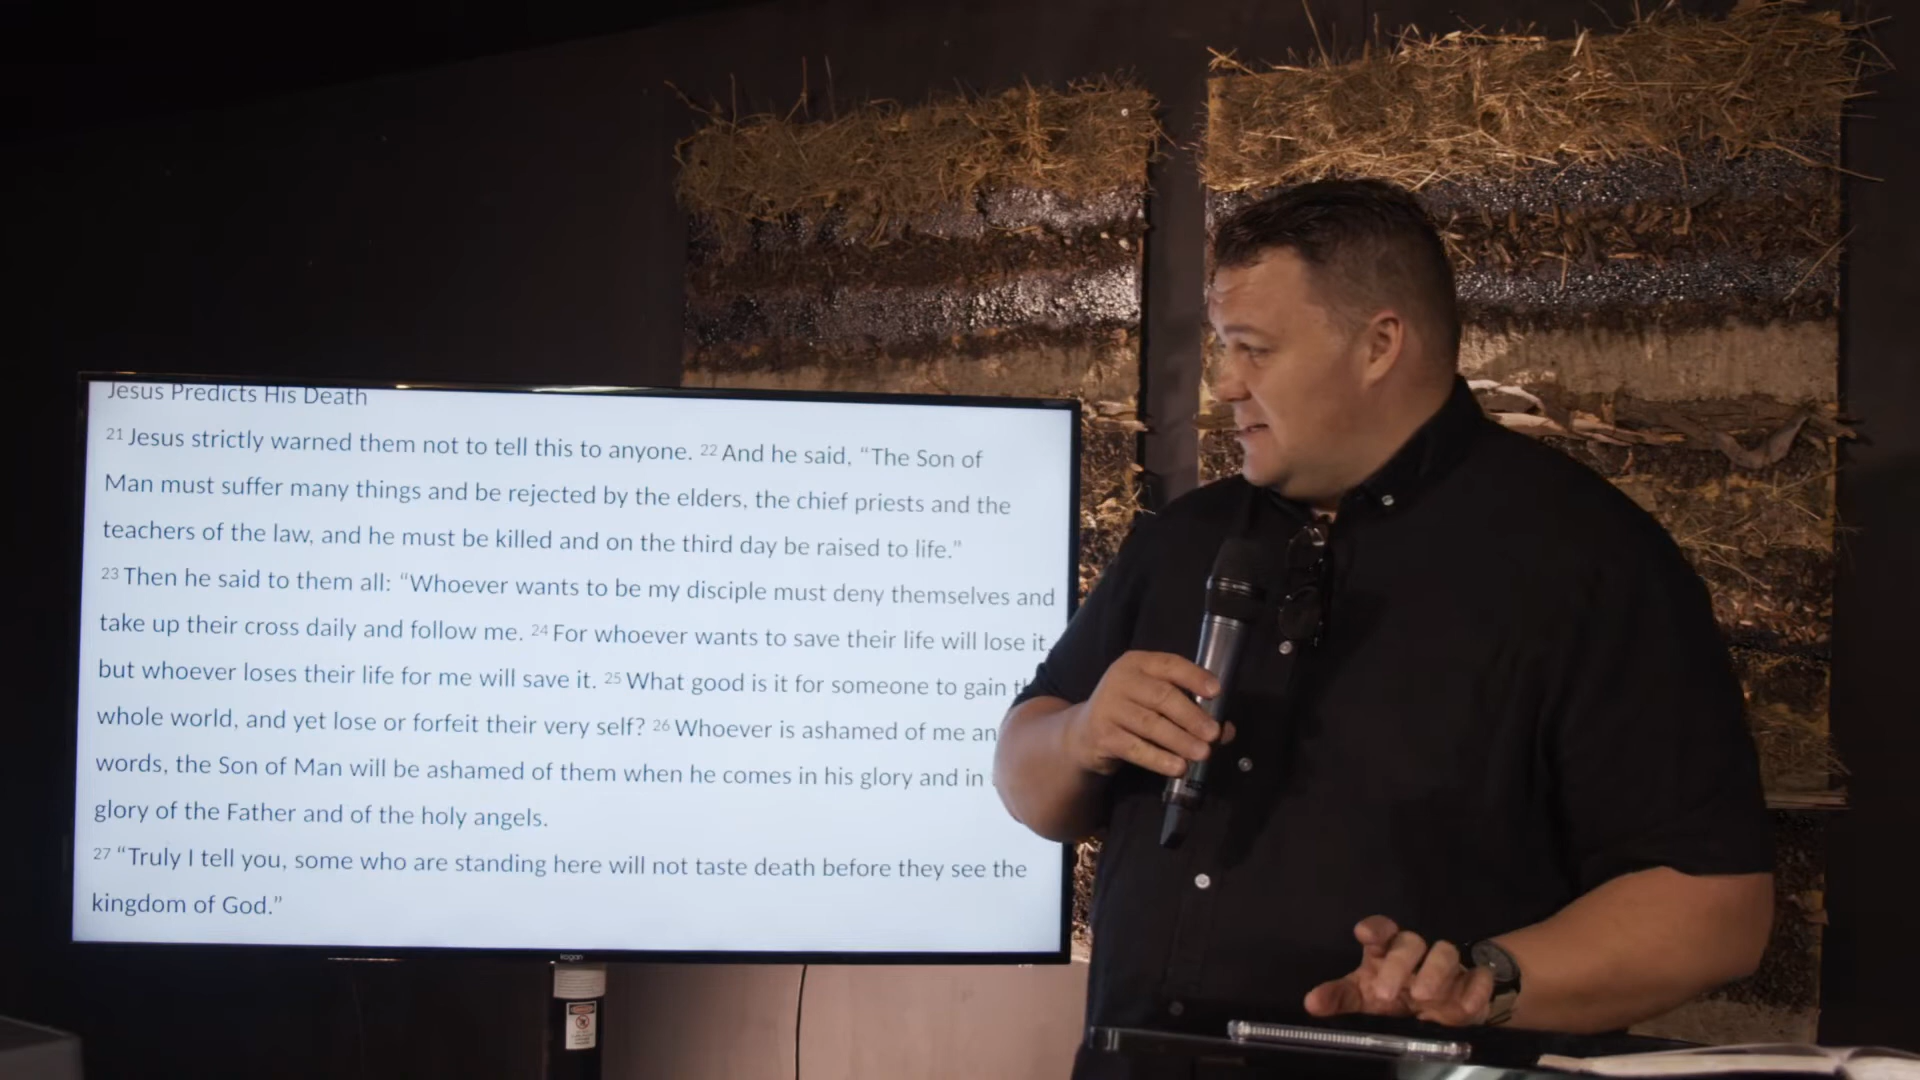 Jesus Predicts His Death
21 Jesus strictly warned them not to tell this to anyone. 22 And he said, “The Son of
Man must suffer many things and be rejected by the elders, the chief priests and the
teachers of the law, and he must be killed and on the third day be raised to life.”
23 Then he said to them all: “Whoever wants to be my disciple must deny themselves and
take up their cross daily and follow me. 24 For whoever wants to save their life will lose it,
but whoever loses their life for me will save it. 25 What good is it for someone to gain
whole world, and yet lose or forfeit their very self? 26 Whoever is ashamed of me
words, the Son of Man will be ashamed of them when he comes in his glory and in
glory of the Father and of the holy angels.
27 “Truly I tell you, some who are standing here will not taste death before they see the
kingdom of God.”
kogan